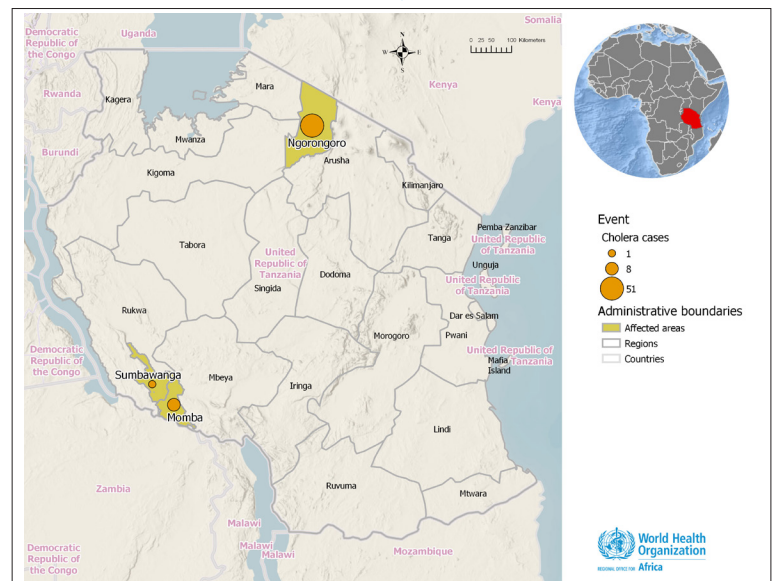 Somalia
Democratic
Republic of
the Congo
Uganda
0 25 50 100 Kilometers
N
W E
S
Kenya
Mara
Rwanda
Kagera
Kenya
Mwanza
Ngorongoro
Burundi
Arusha
Kigoma
Kilimanjaro
Pemba Zanzibar
Tanga
United Republic
of Tanzania
Tabora
United
Republic of
Tanzania
Unguja
Dodoma
United Republic
of Tanzania
Singida
Rukwa
Dar es Salam
Morogoro
Pwani
Democratic
Republic of
the Congo
United Republic of
Tanzania
Mafia
Island
Sumbawanga
Mbeya
Iringa
Momba
Lindi
Zambia
Ruvuma
Mtwara
Malawi
Malawi
Malawi
Mozambique
Democratic
Republic of
the Congo
Event
Cholera cases
1
8
51
Administrative boundaries
Affected areas
Regions
Countries
World Health
Organization
REGIONAL OFFICE FOR Africa